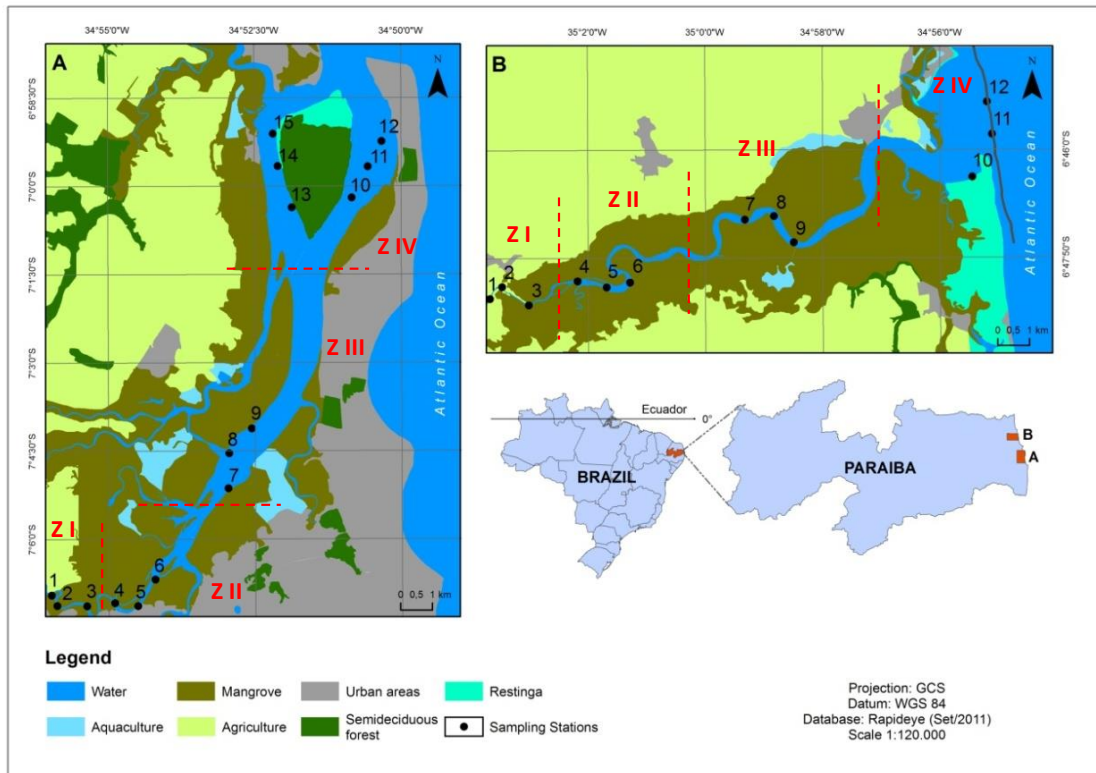 34°55'0"W 34°52'30"W 34°50'0"W
A
N
6°58'30"S
7°0'0"S
7°1'30"S
7°3'0"S
7°4'30"S
7°6'0"S
15
12
14
11
10
13
Z IV
Z III
9
8
7
Z I
6
1
2 3 4 5
Z II
Atlantic Ocean
0 0,5 1 km
35°2'0"W 35°0'0"W 34°58'0"W 34°56'0"W
B
N
Z IV
12
11
Z III
6°46'0"S
10
Z II
7 8
9
Z I
6°47'50"S
2
1
3
4
5 6
Atlantic Ocean
0 0,5 1 km
Ecuador 0°
BRAZIL
PARAIBA
B
A
Legend
Water Mangrove Urban areas Restinga
Aquaculture Agriculture Semideciduous
forest Sampling Stations
Projection: GCS
Datum: WGS 84
Database: Rapideye (Set/2011)
Scale 1:120.000